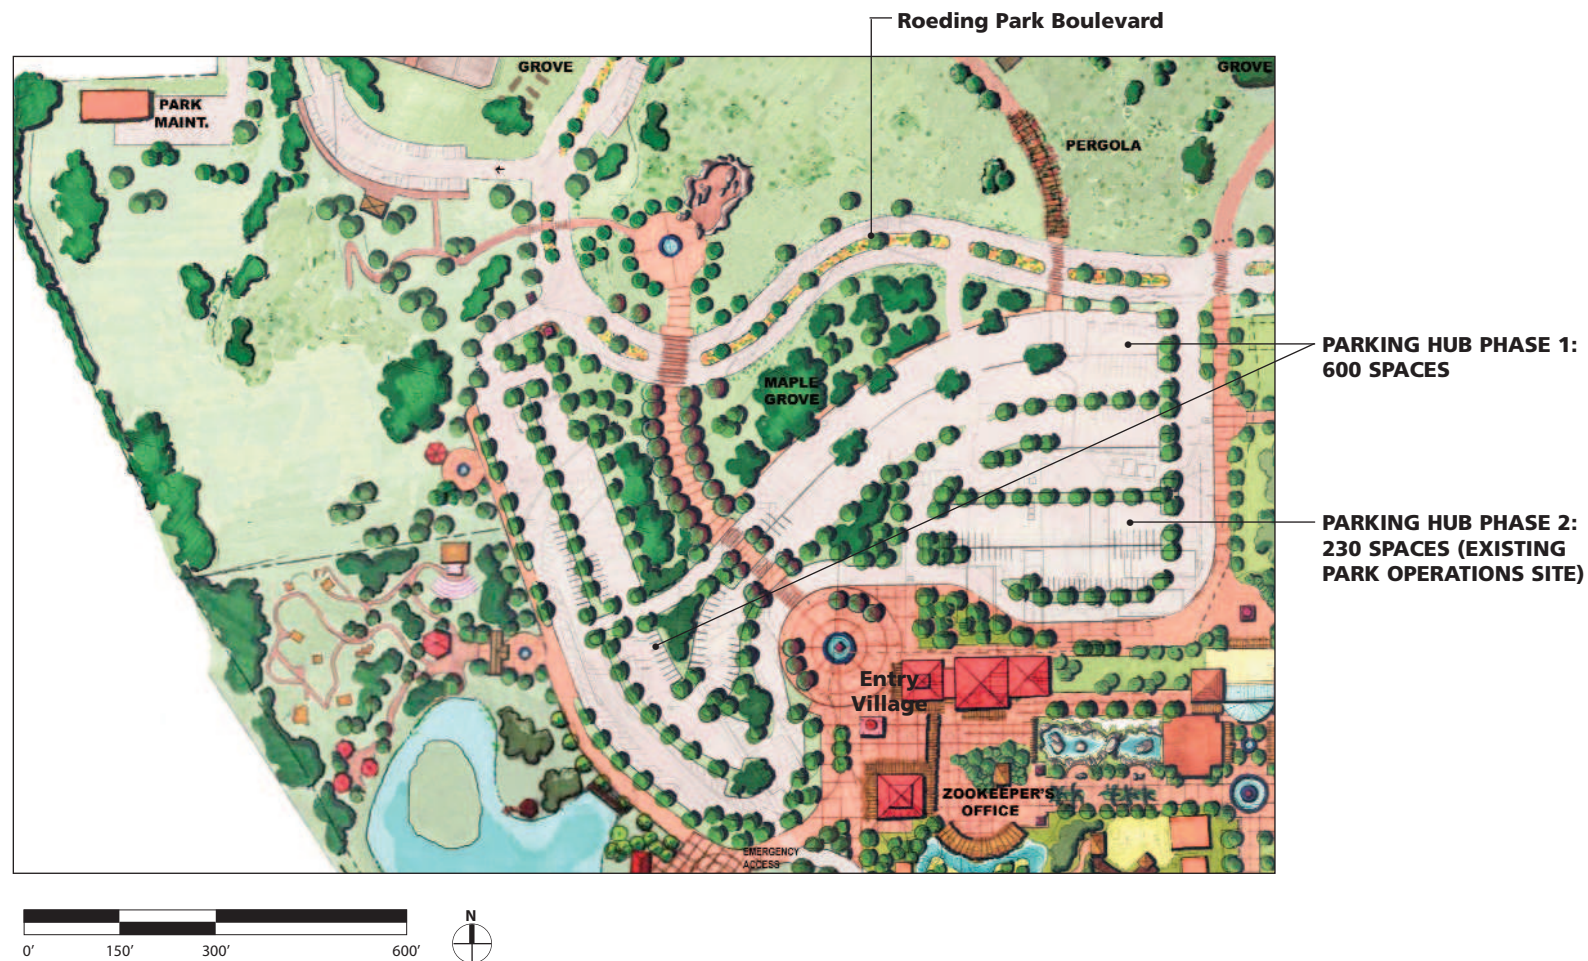 Roeding Park Boulevard
GROVE
GROVE
PARK
MAINT.
PERGOLA
PARKING HUB PHASE 1:
600 SPACES
MAPLE
GROVE
PARKING HUB PHASE 2:
230 SPACES (EXISTING
PARK OPERATIONS SITE)
Entry
Village
ZOOKEEPER'S
OFFICE
EMERGENCY
ACCESS
N
0' 150' 300' 600'